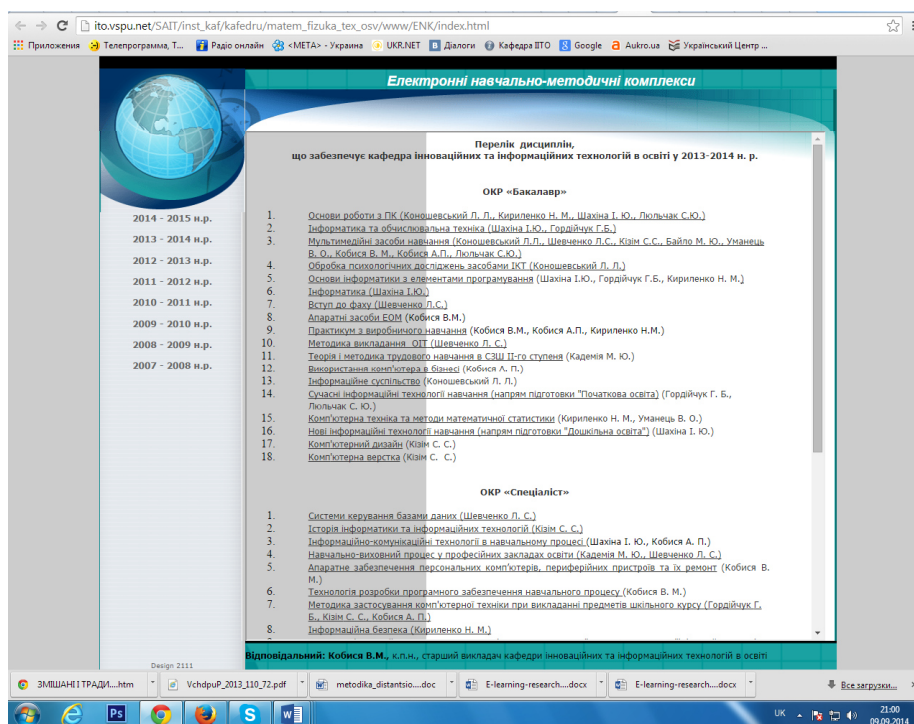 ito.vspu.net/SAIT/inst_kaf/kafedru/matem_fizuka_tex_osv/www/ENK/index.html
Приложения Телепрограмма, Т... Радіо онлайн <МЕТА> - Украина UKR.NET Діалоги Кафедра ІІТО Google Aukro.ua Український Центр ...
Електронні навчально-методичні комплекси
2014 - 2015 н.р.
2013 - 2014 н.р.
2012 - 2013 н.р.
2011 - 2012 н.р.
2010 - 2011 н.р.
2009 - 2010 н.р.
2008 - 2009 н.р.
2007 - 2008 н.р.
Design 2111
Перелік дисциплін,
що забезпечує кафедра інноваційних та інформаційних технологій в освіті у 2013-2014 н. р.
ОКР «Бакалавр»
1. Основи роботи з ПК (Коношевський Л. Л., Кириленко Н. М., Шахіна І. Ю., Люльчак С.Ю.)
2. Інформатика та обчислювальна техніка (Шахіна І.Ю., Гордійчук Г.Б.)
3. Мультимедійні засоби навчання (Коношевський Л.Л., Шевченко Л.С., Кізім С.С., Байло М. Ю., Уманець
В. О., Кобися В. М., Кобися А.П., Люльчак С.Ю.)
4. Обробка психологічних досліджень засобами ІКТ (Коношевський Л. Л.)
5. Основи інформатики з елементами програмування (Шахіна І.Ю., Гордійчук Г.Б., Кириленко Н. М.)
6. Інформатика (Шахіна І.Ю.)
7. Вступ до фаху (Шевченко Л.С.)
8. Апаратні засоби ЕОМ (Кобися В.М.)
9. Практикум з виробничого навчання (Кобися В.М., Кобися А.П., Кириленко Н.М.)
10. Методика викладання ОІТ (Шевченко Л. С.)
11. Теорія і методика трудового навчання в СЗШ ІІ-го ступеня (Кадемія М. Ю.)
12. Використання комп'ютера в бізнесі (Кобися А. П.)
13. Інформаційне суспільство (Коношевський Л. Л.)
14. Сучасні інформаційні технології навчання (напрям підготовки "Початкова освіта) (Гордійчук Г. Б.,
Люльчак С. Ю.)
15. Комп'ютерна техніка та методи математичної статистики (Кириленко Н. М., Уманець В. О.)
16. Нові інформаційні технології навчання (напрям підготовки "Дошкільна освіта") (Шахіна І. Ю.)
17. Комп'ютерний дизайн (Кізім С. С.)
18. Комп'ютерна верстка (Кізім С. С.)
ОКР «Спеціаліст»
1. Системи керування базами даних (Шевченко Л. С.)
2. Історія інформатики та інформаційних технологій (Кізім С. С.)
3. Інформаційно-комунікаційні технології в навчальному процесі (Шахіна І. Ю., Кобися А. П.)
4. Навчально-виховний процес у професійних закладах освіти (Кадемія М. Ю., Шевченко Л. С.)
5. Апаратне забезпечення персональних комп'ютерів, периферійних пристроїв та їх ремонт (Кобися В.
М.)
6. Технологія розробки програмного забезпечення навчального процесу (Кобися В. М.)
7. Методика застосування комп'ютерної техніки при викладанні предметів шкільного курсу (Гордійчук Г.
Б., Кізім С. С., Кобися А. П.)
8. Інформаційна безпека (Кириленко Н. М.)
Відповідальний: Кобися В.М., к.п.н., старший викладач кафедри інноваційних та інформаційних технологій в освіті
ЗМІШАНІ І ТРАДИ....htm VchdpuP_2013_110_72.pdf metodika_distantsio....doc E-learning-research....docx E-learning-research....docx Все загрузки...
Ps S W UK 21:00
09.09.2014